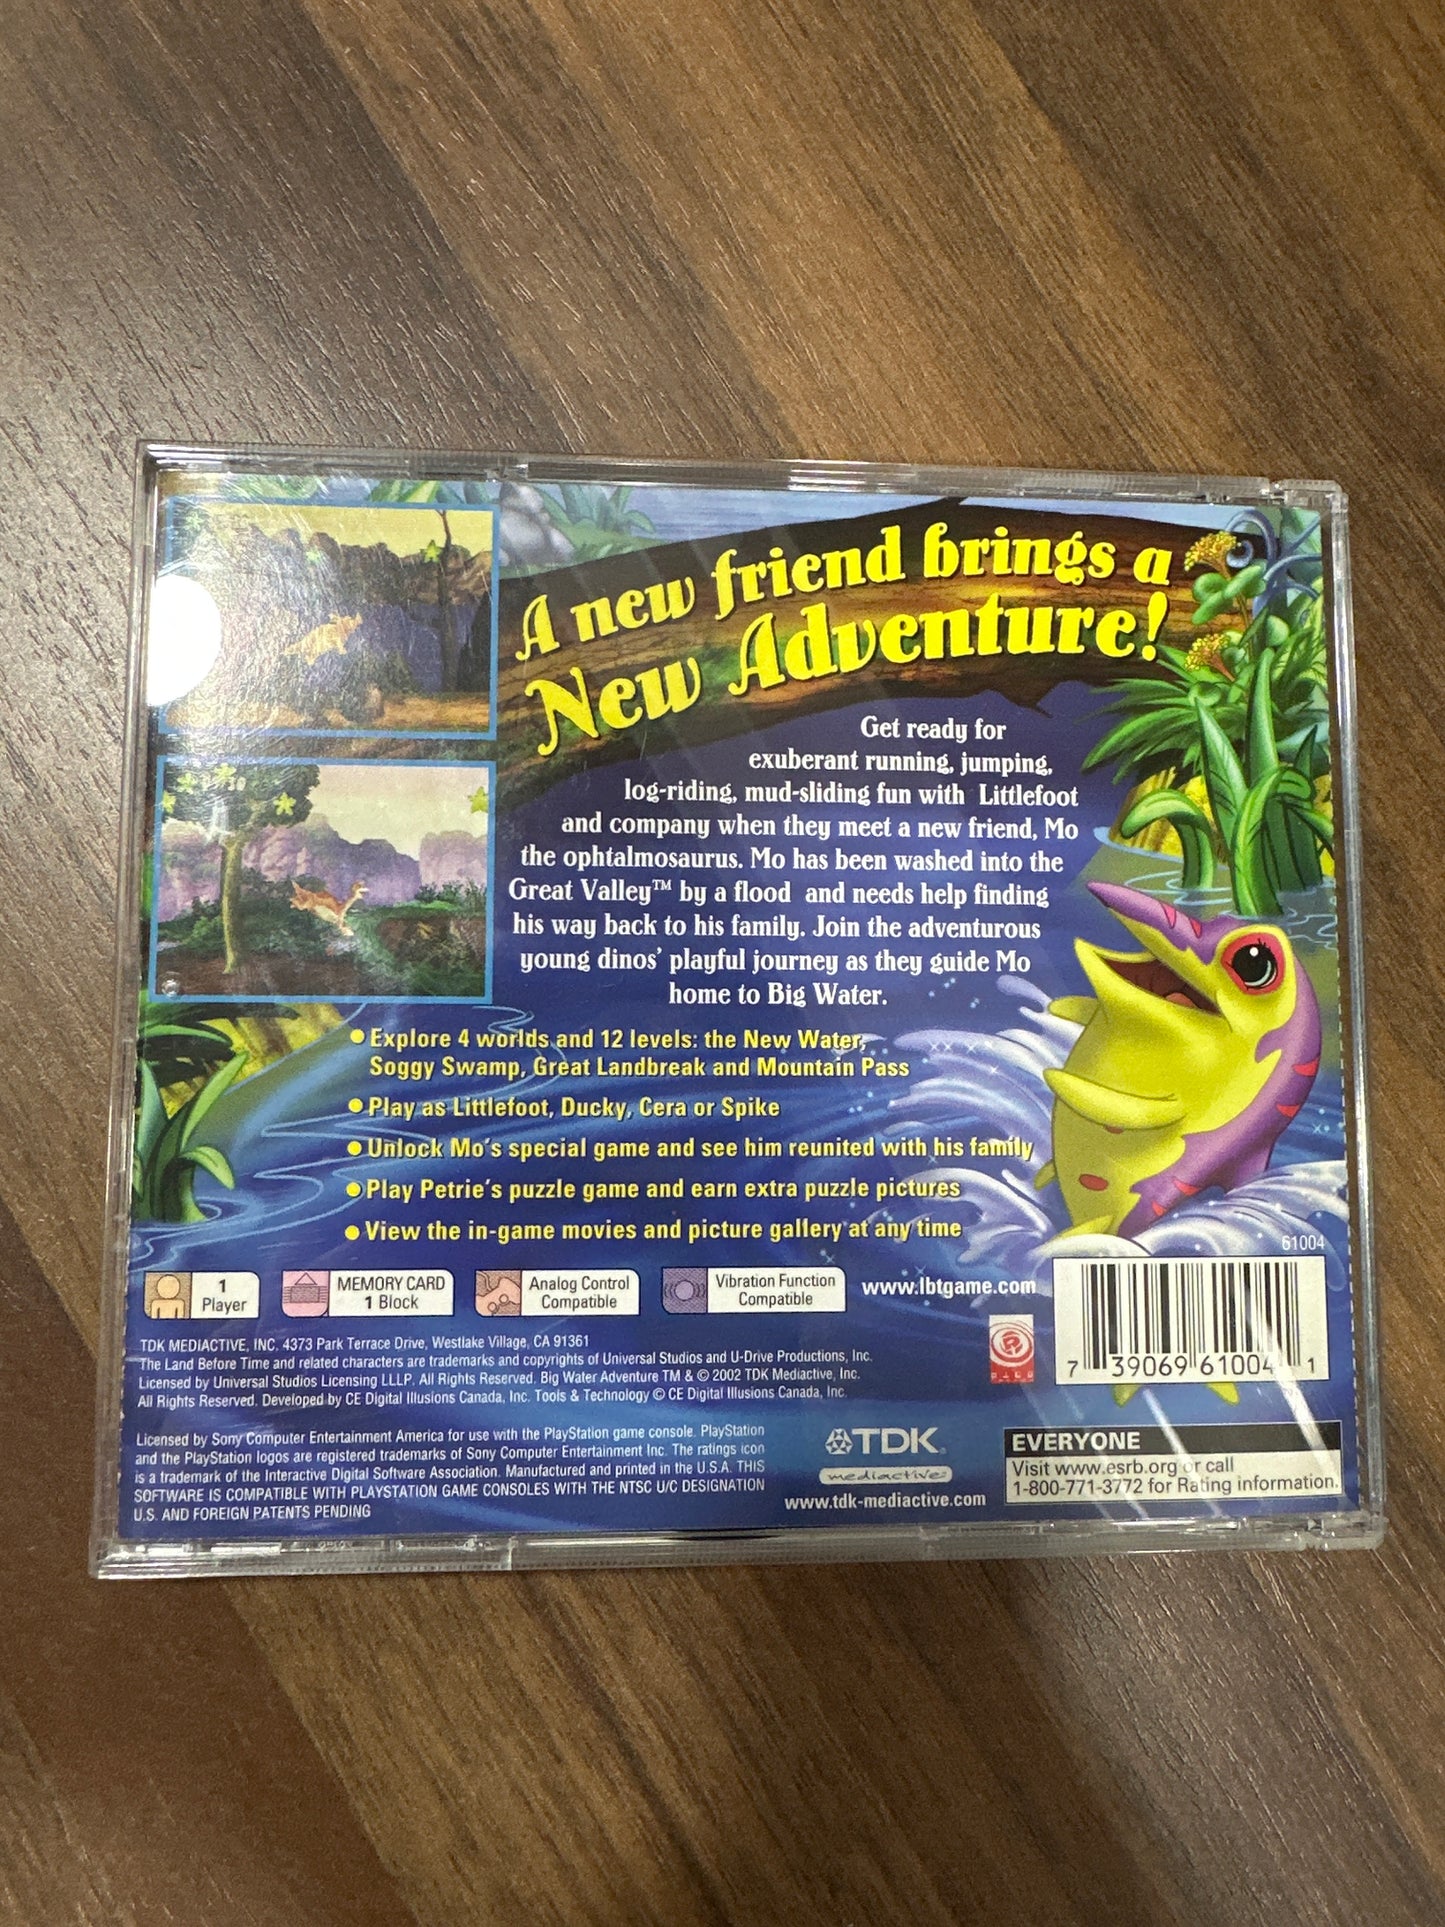 A new friend brings a
New Adventure!
Get ready for
exuberant running, jumping,
log-riding, mud-sliding fun with Littlefoot
and company when they meet a new friend, Mo
the ophtalmosaurus. Mo has been washed into the
Great Valley™ by a flood and needs help finding
his way back to his family. Join the adventurous
young dinos' playful journey as they guide Mo
home to Big Water.
• Explore 4 worlds and 12 levels: the New Water,
Soggy Swamp, Great Landbreak and Mountain Pass
• Play as Littlefoot, Ducky, Cera or Spike
• Unlock Mo's special game and see him reunited with his family
• Play Petrie's puzzle game and earn extra puzzle pictures
• View the in-game movies and picture gallery at any time
61004
1
Player
MEMORY CARD
1 Block
Analog Control
Compatible
Vibration Function
Compatible
www.lbtgame.com
7 39069 61004 1
TDK MEDIACTIVE, INC. 4373 Park Terrace Drive, Westlake Village, CA 91361
The Land Before Time and related characters are trademarks and copyrights of Universal Studios and U-Drive Productions, Inc.
Licensed by Universal Studios Licensing LLLP. All Rights Reserved. Big Water Adventure TM & © 2002 TDK Mediactive, Inc.
All Rights Reserved. Developed by CE Digital Illusions Canada, Inc. Tools & Technology © CE Digital Illusions Canada, Inc.
Licensed by Sony Computer Entertainment America for use with the PlayStation game console. PlayStation
and the PlayStation logos are registered trademarks of Sony Computer Entertainment Inc. The ratings icon
is a trademark of the Interactive Digital Software Association. Manufactured and printed in the U.S.A. THIS
SOFTWARE IS COMPATIBLE WITH PLAYSTATION GAME CONSOLES WITH THE NTSC U/C DESIGNATION
U.S. AND FOREIGN PATENTS PENDING
TDK
mediactive
www.tdk-mediactive.com
EVERYONE
Visit www.esrb.org or call
1-800-771-3772 for Rating information.